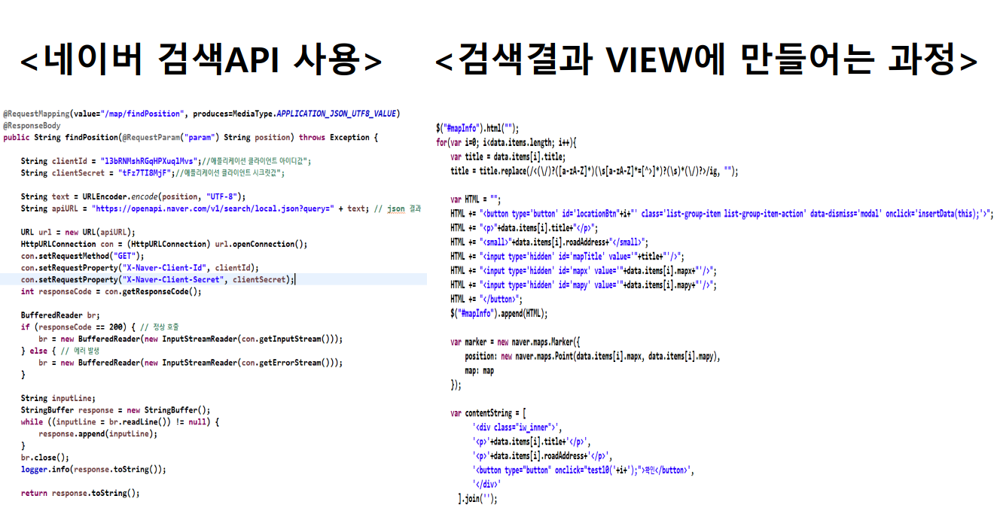 <네이버 검색API 사용>
@RequestMapping(value="/map/findPosition", produces=MediaType.APPLICATION_JSON_UTF8_VALUE)
@ResponseBody
public String findPosition(@RequestParam("param") String position) throws Exception {
String clientId = "l3bRNMshRGqHPXuqlMvs";//애플리케이션 클라이언트 아이디값";
String clientSecret = "tFz7TI8MjF";//애플리케이션 클라이언트 시크릿값";
String text = URLEncoder.encode(position, "UTF-8");
String apiURL = "https://openapi.naver.com/v1/search/local.json?query=" + text; // json 결과
URL url = new URL(apiURL);
HttpURLConnection con = (HttpURLConnection) url.openConnection();
con.setRequestMethod("GET");
con.setRequestProperty("X-Naver-Client-Id", clientId);
con.setRequestProperty("X-Naver-Client-Secret", clientSecret);
int responseCode = con.getResponseCode();
BufferedReader br;
if (responseCode == 200) { // 정상 호출
br = new BufferedReader(new InputStreamReader(con.getInputStream()));
} else { // 에러 발생
br = new BufferedReader(new InputStreamReader(con.getErrorStream()));
}
String inputLine;
StringBuffer response = new StringBuffer();
while ((inputLine = br.readLine()) != null) {
response.append(inputLine);
}
br.close();
logger.info(response.toString());
return response.toString();
<검색결과 VIEW에 만들어는 과정>
$("#mapInfo").html("");
for(var i=0; i<data.items.length; i++){
var title = data.items[i].title;
title = title.replace(/<(\/)?([a-zA-Z]*)(\s[a-zA-Z]*=[^>]*)?(\s)*(\/)?>/ig, "");
var HTML = "";
HTML += "<button type='button' id='locationBtn"+i+"' class='list-group-item list-group-item-action' data-dismiss='modal' onclick='insertData(this);'>";
HTML += "<p>"+data.items[i].title+"</p>";
HTML += "<small>"+data.items[i].roadAddress+"</small>";
HTML += "<input type='hidden' id='mapTitle' value='"+title+"'/>";
HTML += "<input type='hidden' id='mapx' value='"+data.items[i].mapx+"'/>";
HTML += "<input type='hidden' id='mapy' value='"+data.items[i].mapy+"'/>";
HTML += "</button>";
$("#mapInfo").append(HTML);
var marker = new naver.maps.Marker({
position: new naver.maps.Point(data.items[i].mapx, data.items[i].mapy),
map: map
});
var contentString = [
'<div class="iw_inner">',
'<p>'+data.items[i].title+'</p>',
'<p>'+data.items[i].roadAddress+'</p>',
'<button type="button" onclick="test10('+i+');">확인</button>',
'</div>'
].join('');